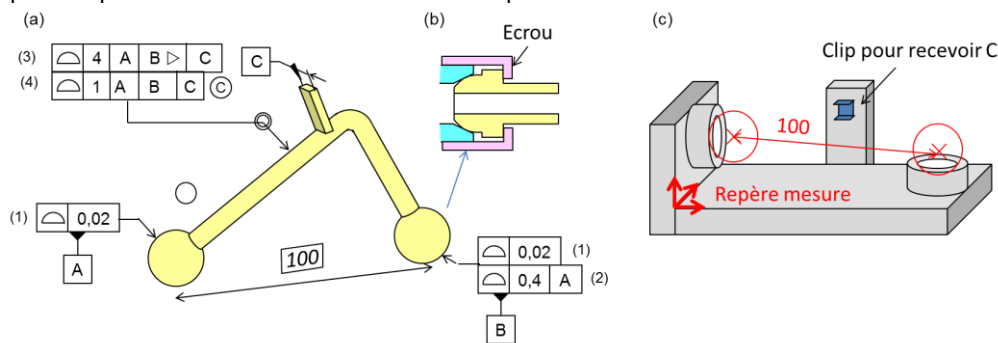 (a)
(b)
(c)
(3) ⌓ 4 A B ▷ C
(4) ⌓ 1 A B C Ⓒ
C
Ecrou
Clip pour recevoir C
100
Repère mesure
(1) ⌓ 0,02
A
100
⌓ 0,02 (1)
⌓ 0,4 A (2)
B